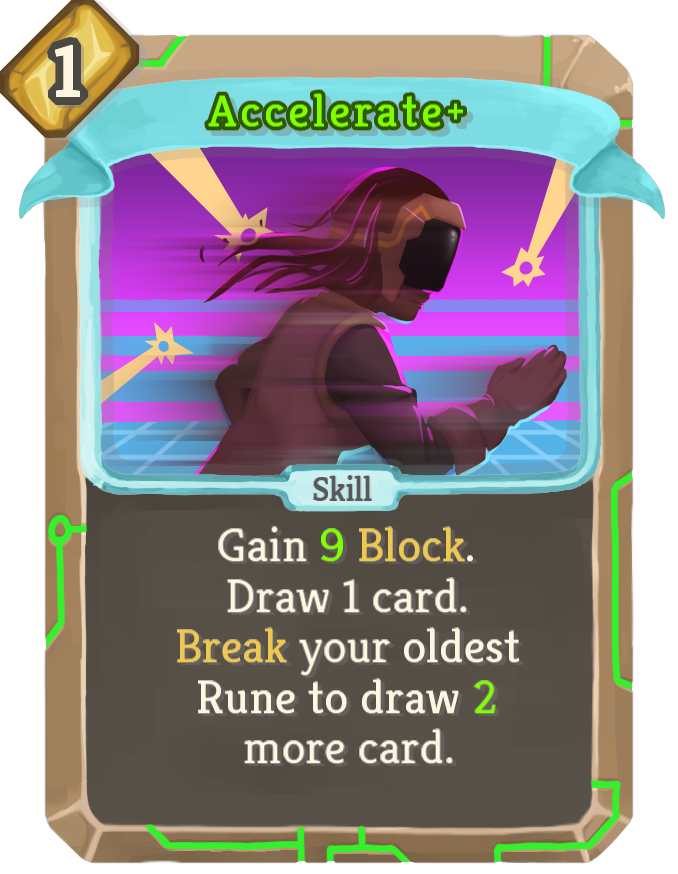 1
Accelerate+
Skill
Gain 9 Block.
Draw 1 card.
Break your oldest
Rune to draw 2
more card.